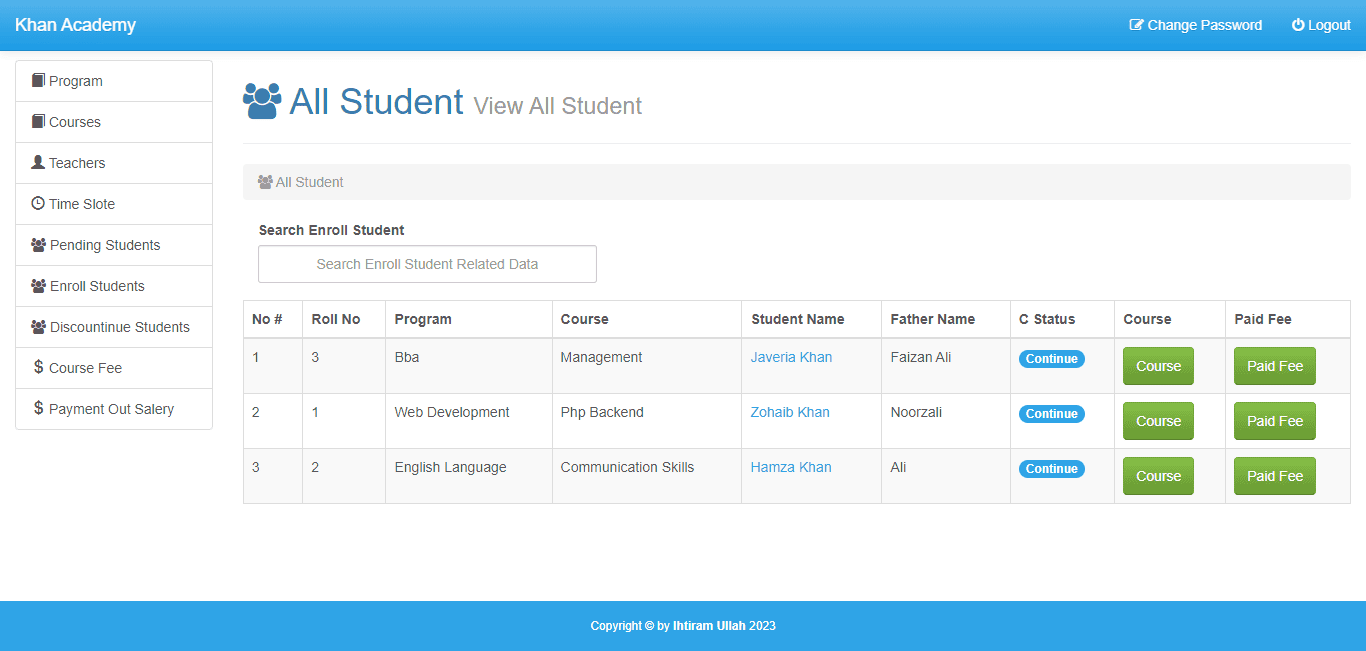 Khan Academy
Change Password Logout
Program
Courses
Teachers
Time Slote
Pending Students
Enroll Students
Discountinue Students
Course Fee
Payment Out Salery
All Student View All Student
All Student
Search Enroll Student
Search Enroll Student Related Data
No # Roll No Program Course Student Name Father Name C Status Course Paid Fee
1 3 Bba Management Javeria Khan Faizan Ali Continue Course Paid Fee
2 1 Web Development Php Backend Zohaib Khan Noorzali Continue Course Paid Fee
3 2 English Language Communication Skills Hamza Khan Ali Continue Course Paid Fee
Copyright © by Ihtiram Ullah 2023